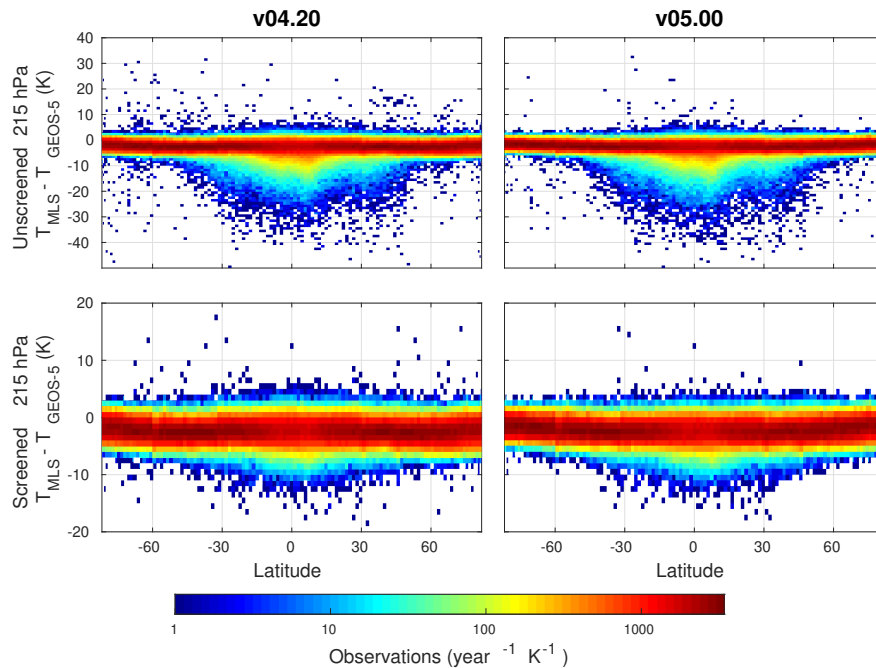 v04.20
v05.00
Unscreened 215 hPa
T_MLS - T_GEOS-5 (K)
40
30
20
10
0
-10
-20
-30
-40
Screened 215 hPa
T_MLS - T_GEOS-5 (K)
20
10
0
-10
-20
-60 -30 0 30 60
-60 -30 0 30 60
Latitude
Latitude
1 10 100 1000
Observations (year ⁻¹ K⁻¹ )